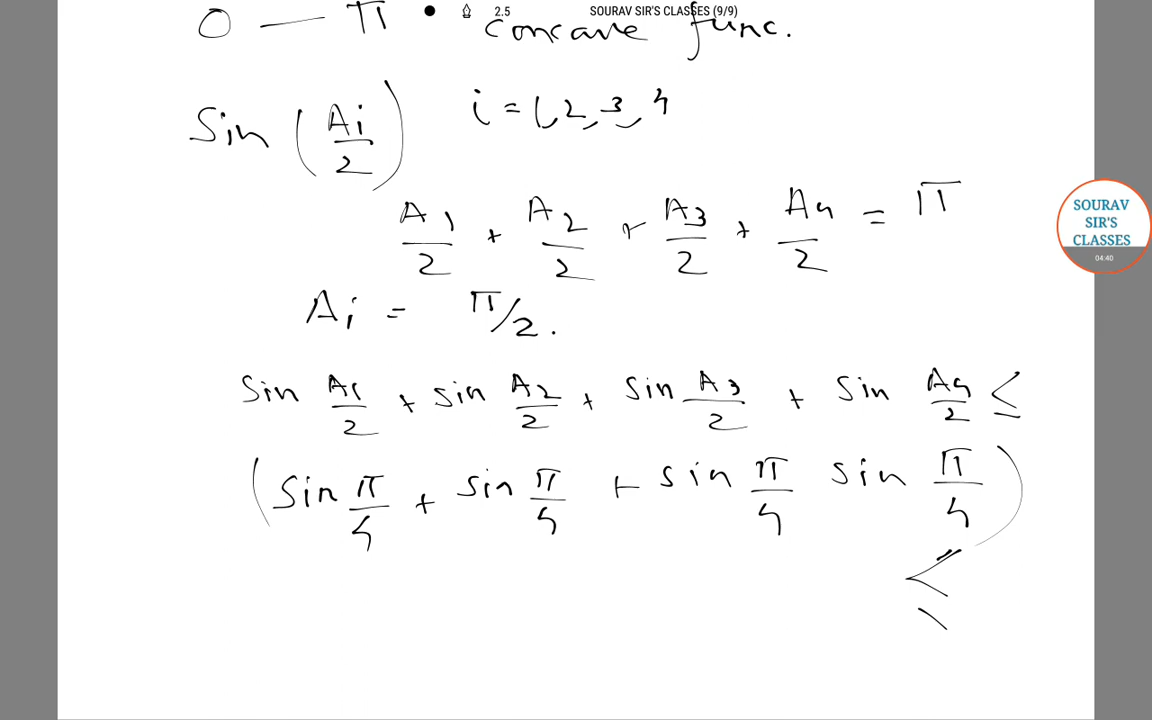 2.5 SOURAV SIR'S CLASSES (9/9)
0 — π concave func.
Sin (Ai/2) i = 1, 2, 3, 4
A1/2 + A2/2 + A3/2 + A4/2 = π
Ai = π/2.
Sin A1/2 + sin A2/2 + sin A3/2 + sin A4/2 ≤
(Sin π/4 + sin π/4 + sin π/4 sin π/4)
<
SOURAV
SIR'S
CLASSES
04:40